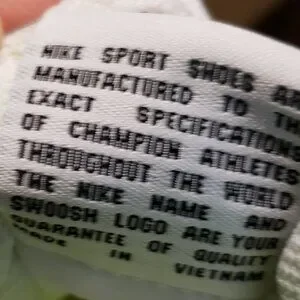 NIKE SPORT SHOES AR
MANUFACTURED TO TH
EXACT SPECIFICATIONS
OF CHAMPION ATHLETES
THROUGHOUT THE WORLD
THE NIKE NAME AND
SWOOSH LOGO ARE YOUR
GUARANTEE OF QUALITY
MADE IN VIETNAM